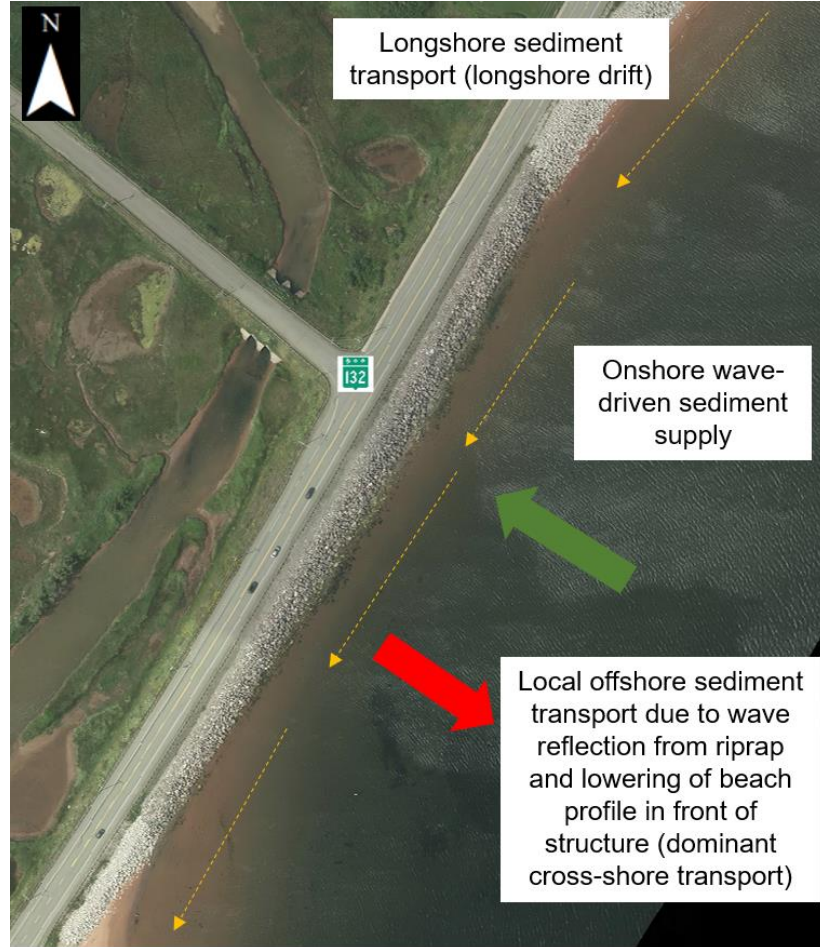 N
Longshore sediment
transport (longshore drift)
132
Onshore wave-
driven sediment
supply
Local offshore sediment
transport due to wave
reflection from riprap
and lowering of beach
profile in front of
structure (dominant
cross-shore transport)